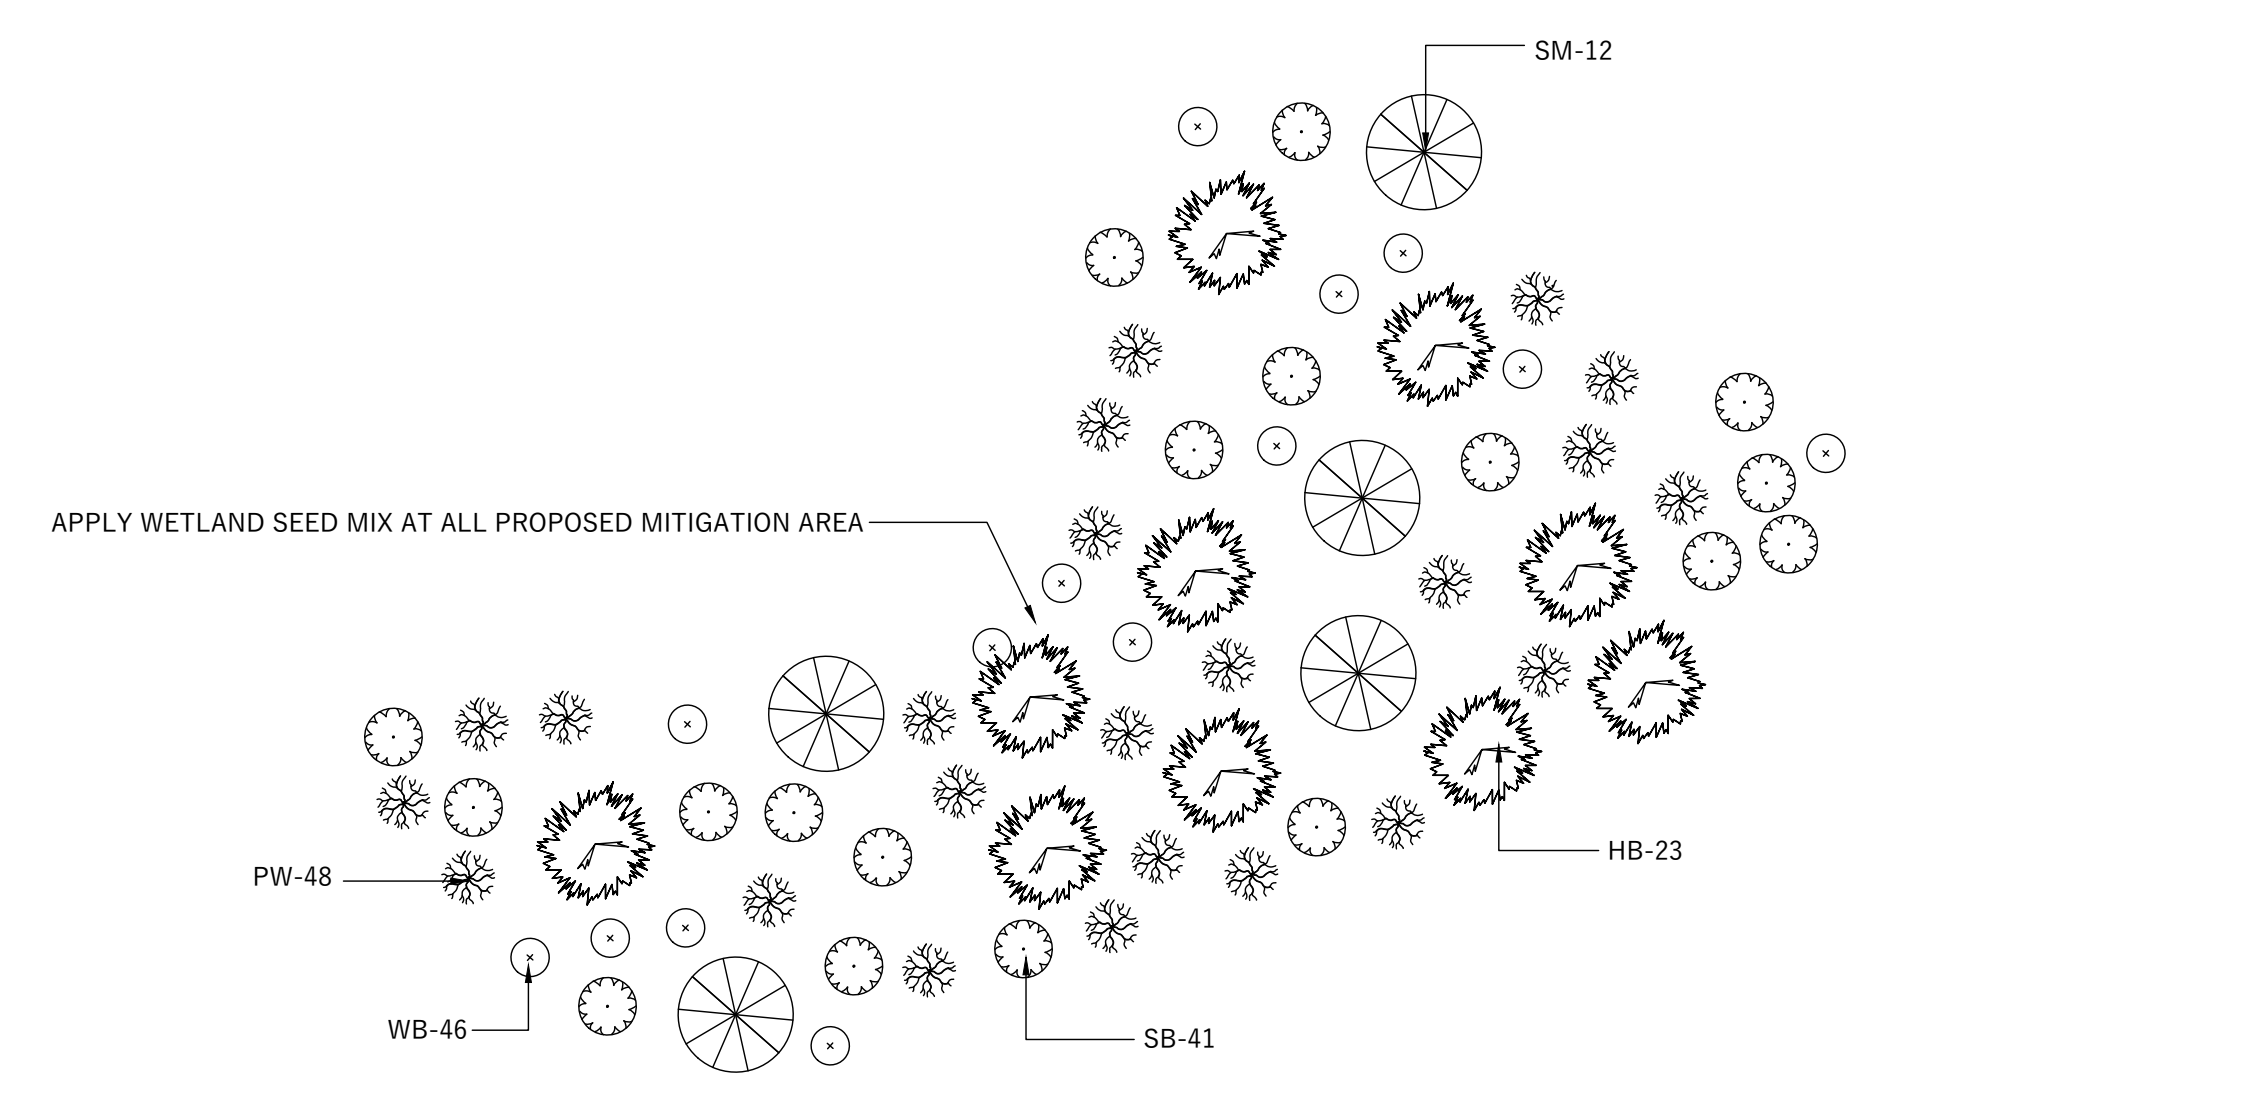 SM-12
APPLY WETLAND SEED MIX AT ALL PROPOSED MITIGATION AREA
HB-23
PW-48
WB-46
SB-41